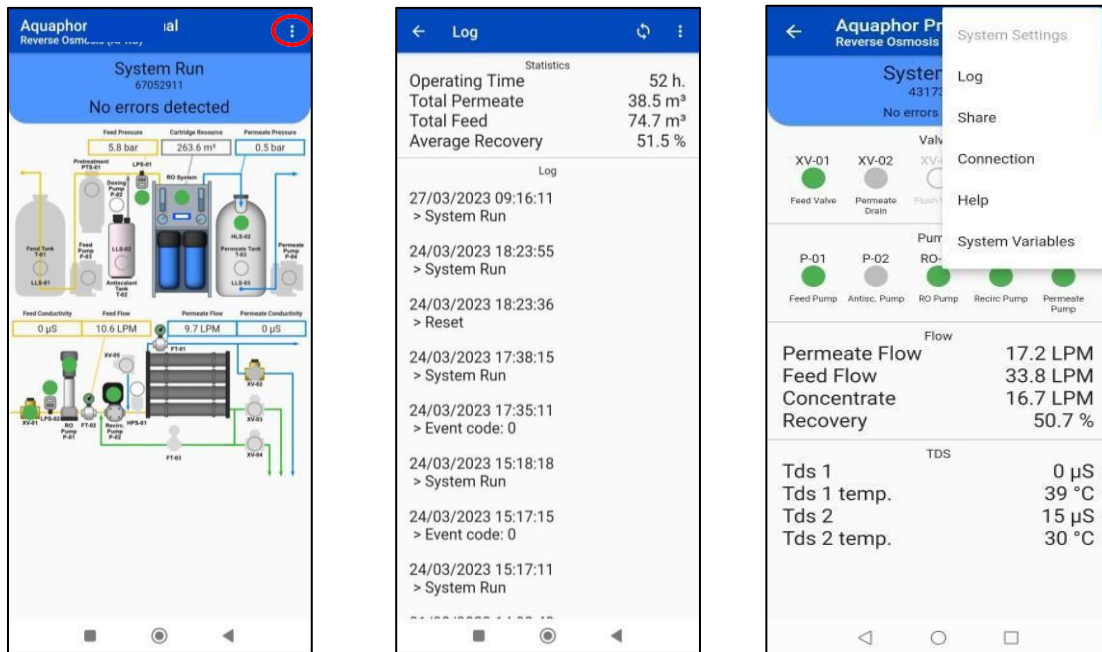 Aquaphor
Reverse Osm
System Run
67052911
No errors detected
Feed Pressure
Cartridge Resource
Permeate Pressure
5.8 bar
263.6 m³
0.5 bar
Pretreatment
PTS-01
LPS-01
RO System
Dosing
Pump
P-02
HLS-02
Feed Tank
T-01
Feed
Pump
P-03
LLS-02
Permeate Tank
T-03
Permeate
Pump
P-04
LLS-01
Antiscalant
Tank
T-02
LLS-03
Feed Conductivity
Feed Flow
Permeate Flow
Permeate Conductivity
0 µS
10.6 LPM
9.7 LPM
0 µS
FT-01
XV-05
XV-02
XV-01
LPS-02
RO
Pump
P-01
FT-02
Recirc.
Pump
P-02
HPS-01
XV-03
FT-03
XV-04
Log
Statistics
Operating Time 52 h.
Total Permeate 38.5 m³
Total Feed 74.7 m³
Average Recovery 51.5 %
Log
27/03/2023 09:16:11
> System Run
24/03/2023 18:23:55
> System Run
24/03/2023 18:23:36
> Reset
24/03/2023 17:38:15
> System Run
24/03/2023 17:35:11
> Event code: 0
24/03/2023 15:18:18
> System Run
24/03/2023 15:17:15
> Event code: 0
24/03/2023 15:17:11
> System Run
Aquaphor Pr
Reverse Osmosis
System Settings
Log
Share
Connection
Help
System Variables
System
43173
No errors
Valv
XV-01 XV-02 XV-
Feed Valve
Permeate
Drain
Flush
Pum
P-01 P-02 RO-
Feed Pump Antisc. Pump RO Pump Recirc Pump Permeate
Pump
Flow
Permeate Flow 17.2 LPM
Feed Flow 33.8 LPM
Concentrate 16.7 LPM
Recovery 50.7 %
TDS
Tds 1 0 µS
Tds 1 temp. 39 °C
Tds 2 15 µS
Tds 2 temp. 30 °C